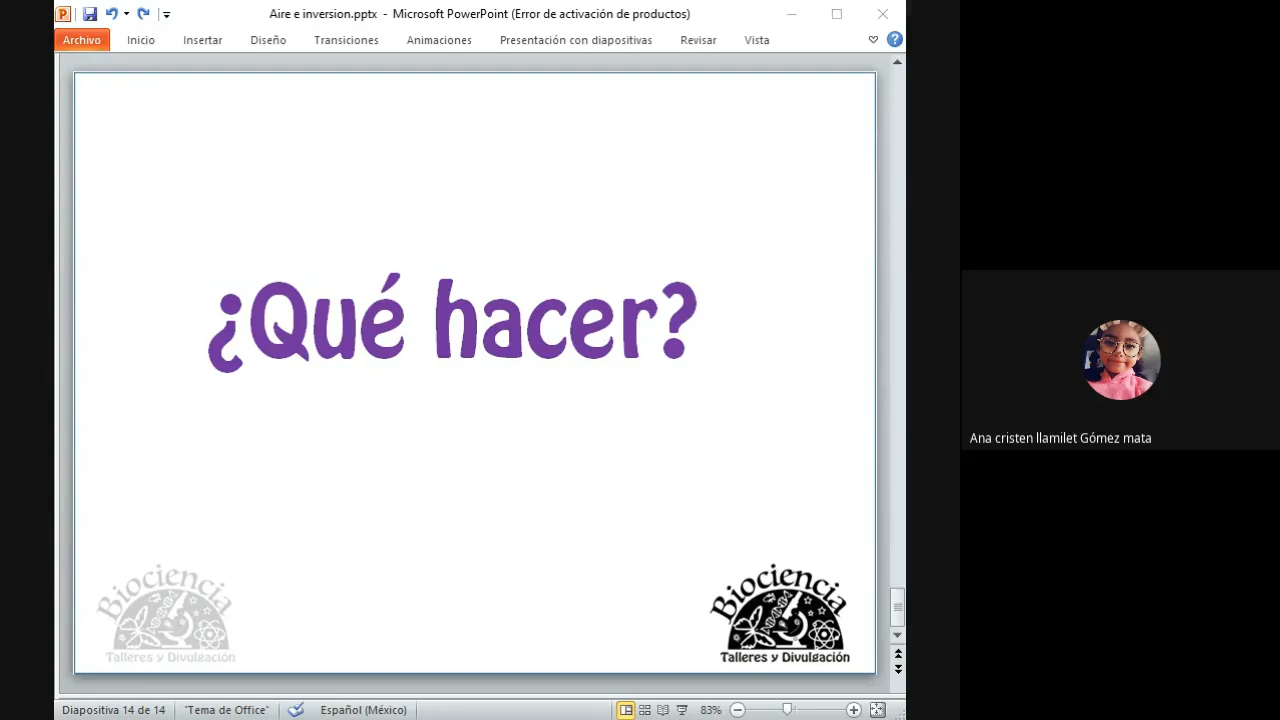 Aire e inversion.pptx - Microsoft PowerPoint (Error de activación de productos)
Archivo Inicio Insertar Diseño Transiciones Animaciones Presentación con diapositivas Revisar Vista
¿Qué hacer?
Biociencia
Talleres y Divulgación
Biociencia
Talleres y Divulgación
Ana cristen llamilet Gómez mata
Diapositiva 14 de 14 "Tema de Office" Español (México) 83%